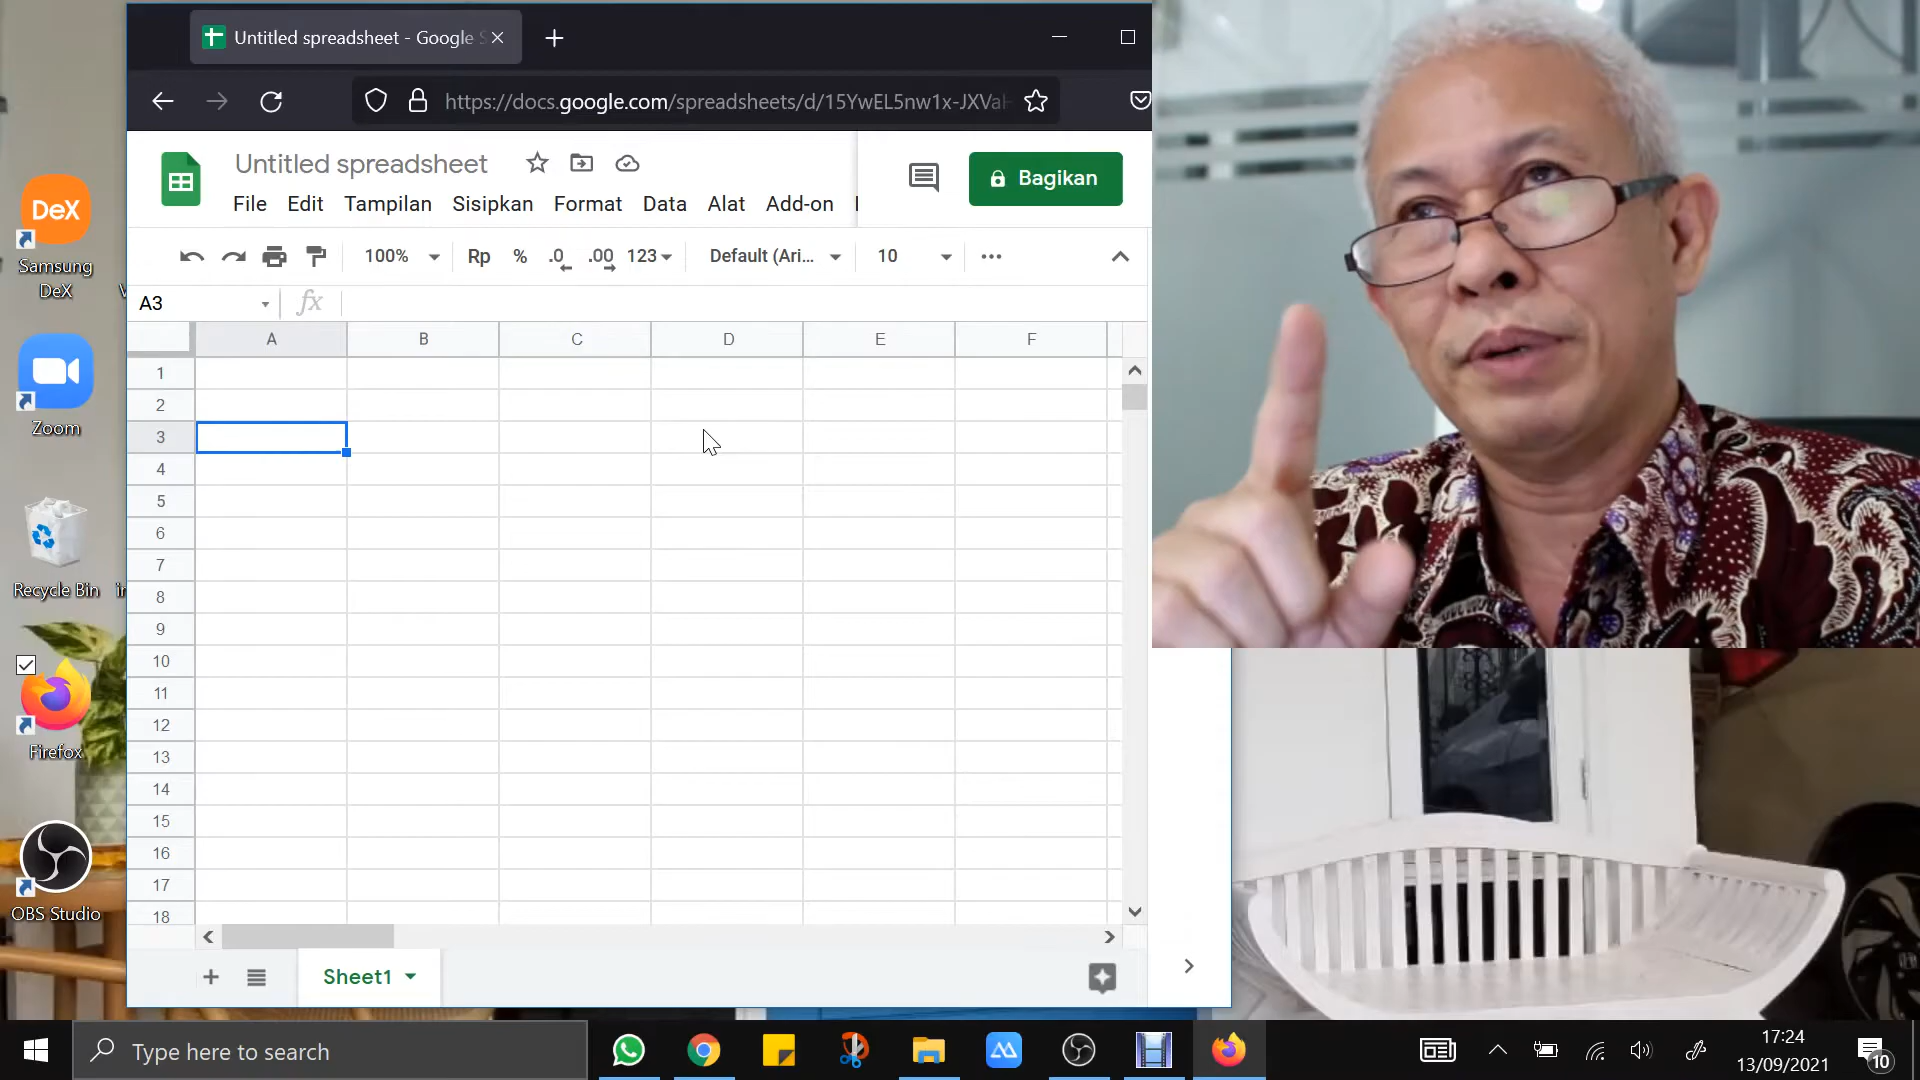 Untitled spreadsheet - Google S
https://docs.google.com/spreadsheets/d/15YwEL5nw1x-JXVaH
Untitled spreadsheet
Bagikan
File Edit Tampilan Sisipkan Format Data Alat Add-on
100% Rp % .0 .00 123 Default (Ari... 10
A3 fx
A B C D E F
1
2
3
4
5
6
7
8
9
10
11
12
13
14
15
16
17
18
Sheet1
DeX
Samsung
DeX
Zoom
Recycle Bin
Firefox
OBS Studio
Type here to search
17:24
13/09/2021
10